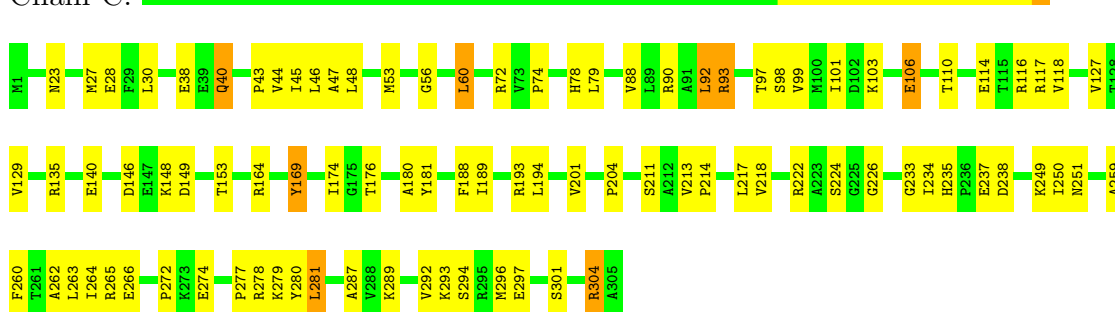 Chain C:
M1 N23 M27 E28 F29 L30 E38 E39 Q40 P43 V44 I45 L46 A47 L48 M53 G56 L60 R72 V73 P74 H78 L79 V88 L89 R90 A91 L92 R93 T97 S98 V99 M100 I101 D102 K103 E106 T110 E114 T115 R116 R117 V118 V127 T128
V129 R135 E140 D146 E147 K148 D149 T153 R164 Y169 I174 G175 T176 A180 Y181 F188 I189 R193 L194 V201 P204 S211 A212 V213 P214 L217 V218 R222 A223 S224 G225 G226 G233 I234 H235 P236 E237 D238 K249 I250 N251 A259
F260 T261 A262 L263 I264 R265 E266 P272 K273 E274 P277 R278 K279 Y280 L281 A287 V288 K289 V292 K293 S294 R295 M296 E297 S301 R304 A305